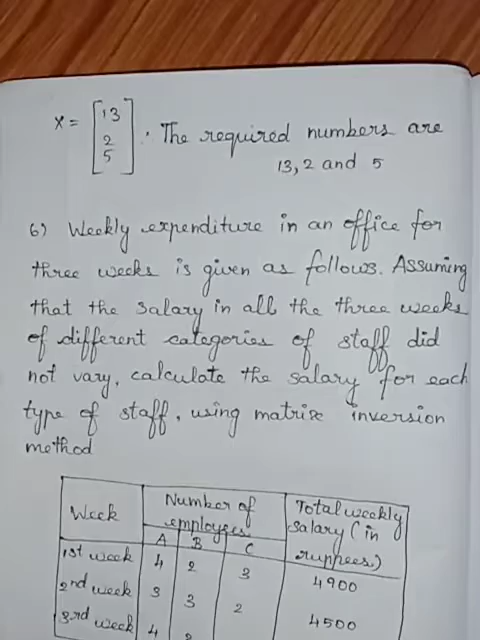 X = [13 2 5] ∴ The required numbers are
13, 2 and 5
6) Weekly expenditure in an office for
three weeks is given as follows. Assuming
that the salary in all the three weeks
of different categories of staff did
not vary, calculate the salary for each
type of staff, using matrix inversion
method
Week Number of employees Total weekly salary (in ruppees)
A B C
1st week 4 2 3 4900
2nd week 3 3 2 4500
3rd week 4